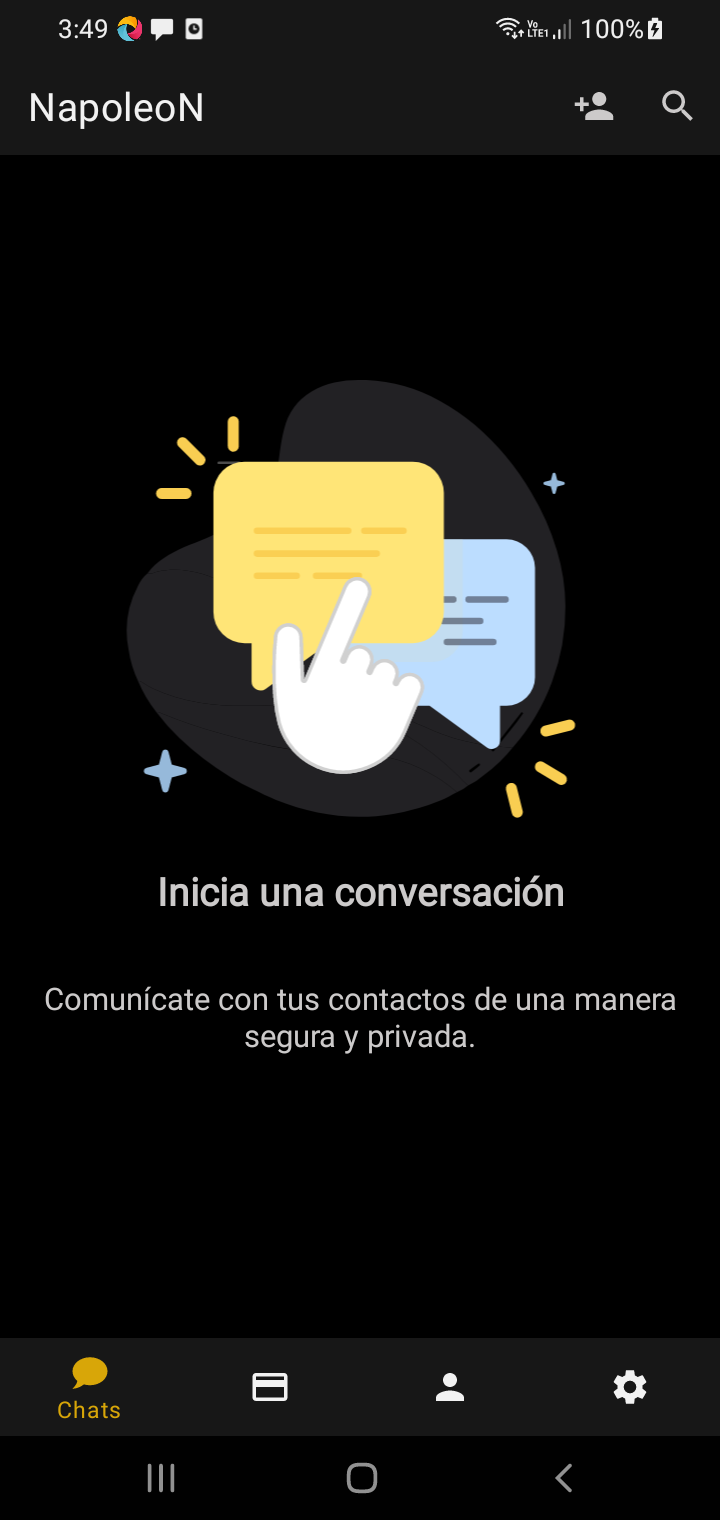 3:49 Vo LTE1 100%
NapoleoN
Inicia una conversación
Comunícate con tus contactos de una manera
segura y privada.
Chats